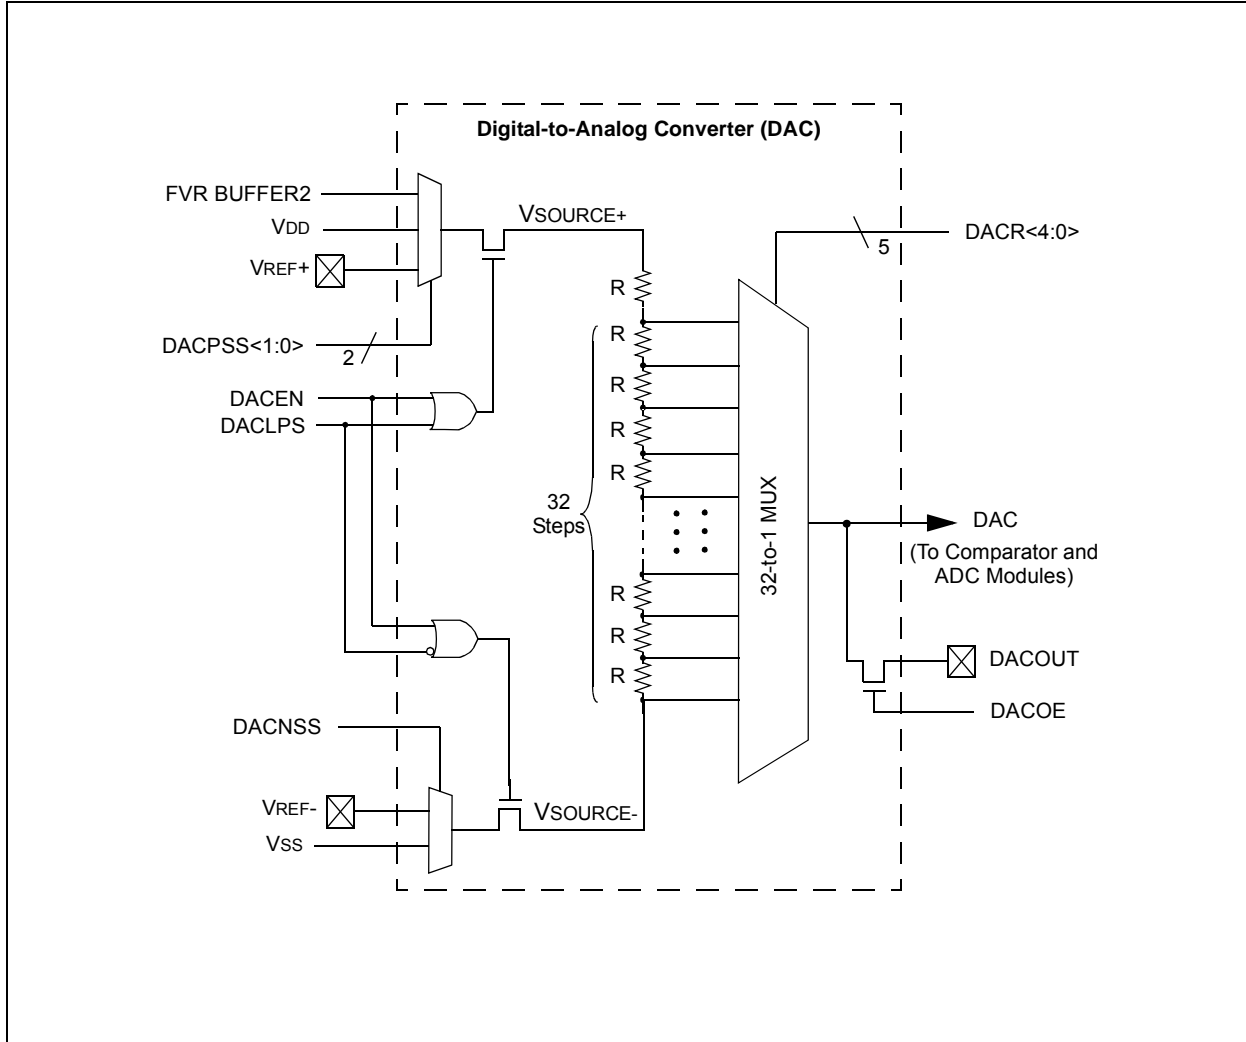 Digital-to-Analog Converter (DAC)
FVR BUFFER2
VDD
VREF+
VSOURCE+
DACR<4:0>
5
DACPSS<1:0>
2
DACEN
DACLPS
R
R
R
R
R
32
Steps
R
R
R
32-to-1 MUX
DAC
(To Comparator and
ADC Modules)
DACOUT
DACOE
DACNSS
VREF-
VSS
VSOURCE-